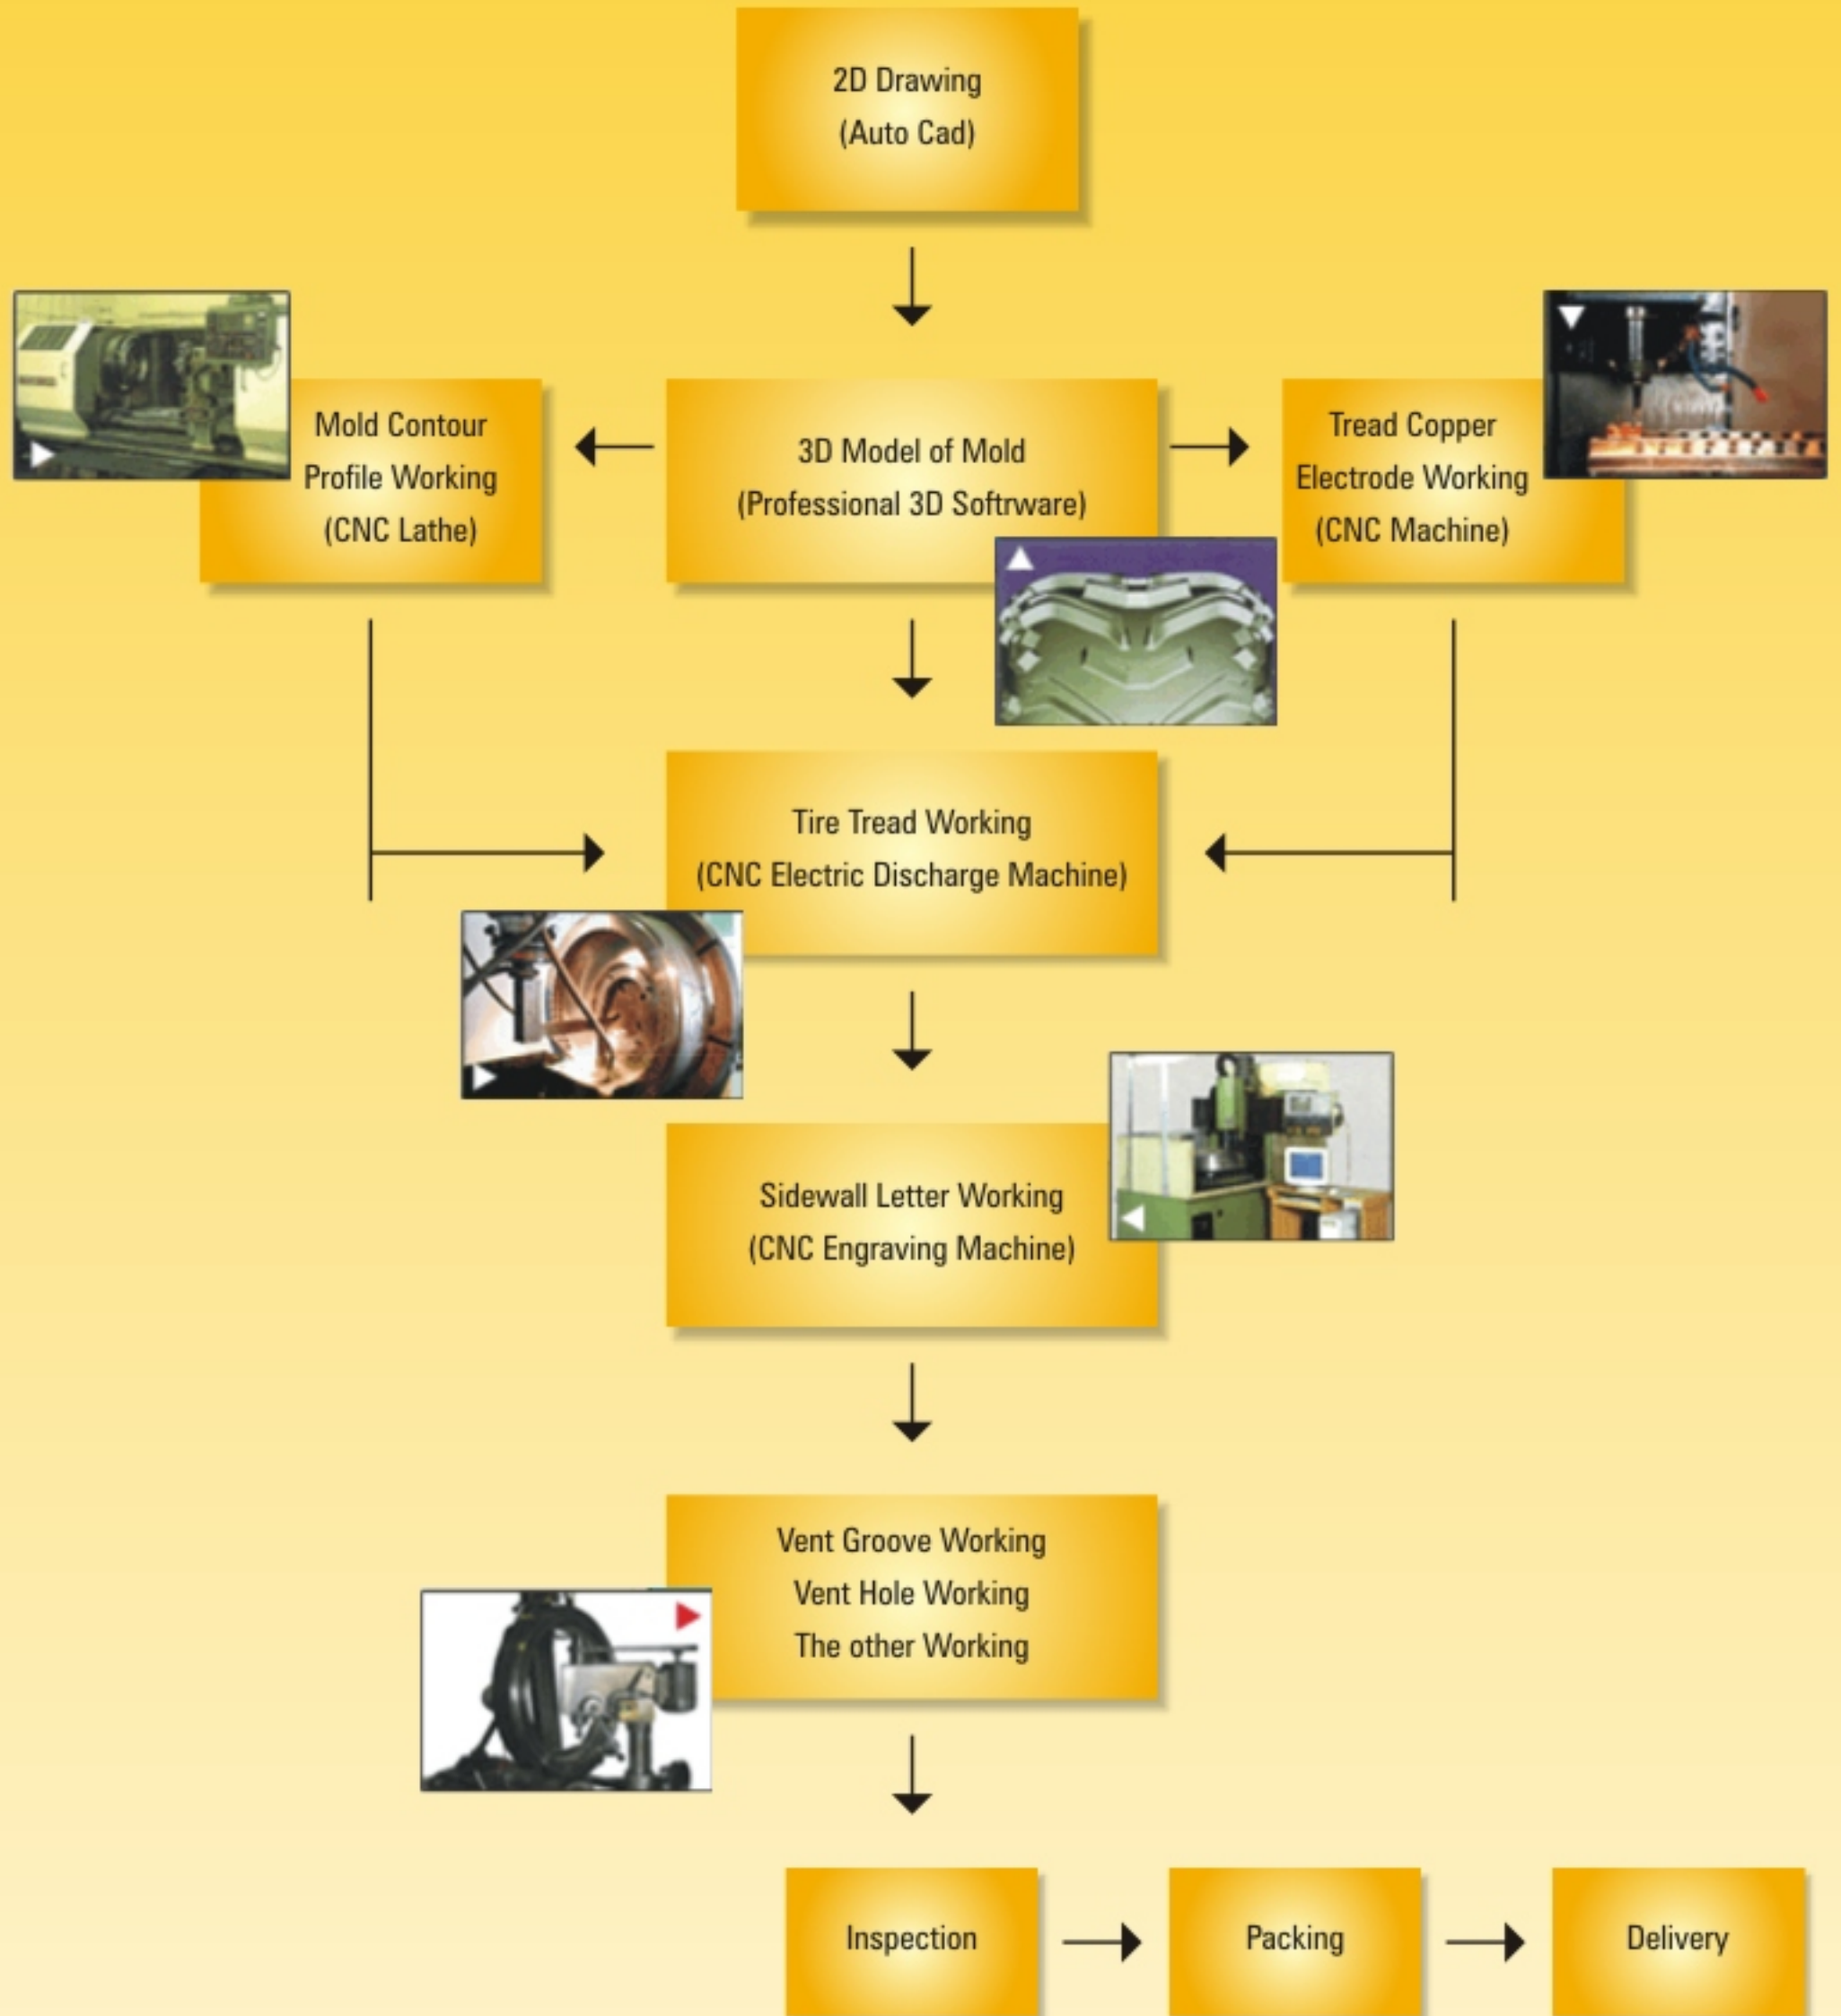 2D Drawing
(Auto Cad)
Mold Contour
Profile Working
(CNC Lathe)
3D Model of Mold
(Professional 3D Softrware)
Tread Copper
Electrode Working
(CNC Machine)
Tire Tread Working
(CNC Electric Discharge Machine)
Sidewall Letter Working
(CNC Engraving Machine)
Vent Groove Working
Vent Hole Working
The other Working
Inspection
Packing
Delivery